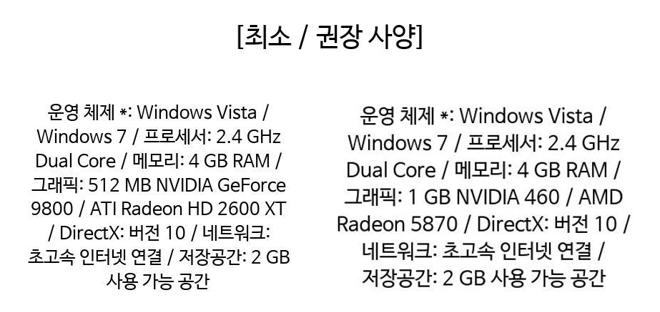 [최소 / 권장 사양]
운영 체제 *: Windows Vista /
Windows 7 / 프로세서: 2.4 GHz
Dual Core / 메모리: 4 GB RAM /
그래픽: 512 MB NVIDIA GeForce
9800 / ATI Radeon HD 2600 XT
/ DirectX: 버전 10 / 네트워크:
초고속 인터넷 연결 / 저장공간: 2 GB
사용 가능 공간
운영 체제 *: Windows Vista /
Windows 7 / 프로세서: 2.4 GHz
Dual Core / 메모리: 4 GB RAM /
그래픽: 1 GB NVIDIA 460 / AMD
Radeon 5870 / DirectX: 버전 10 /
네트워크: 초고속 인터넷 연결 /
저장공간: 2 GB 사용 가능 공간